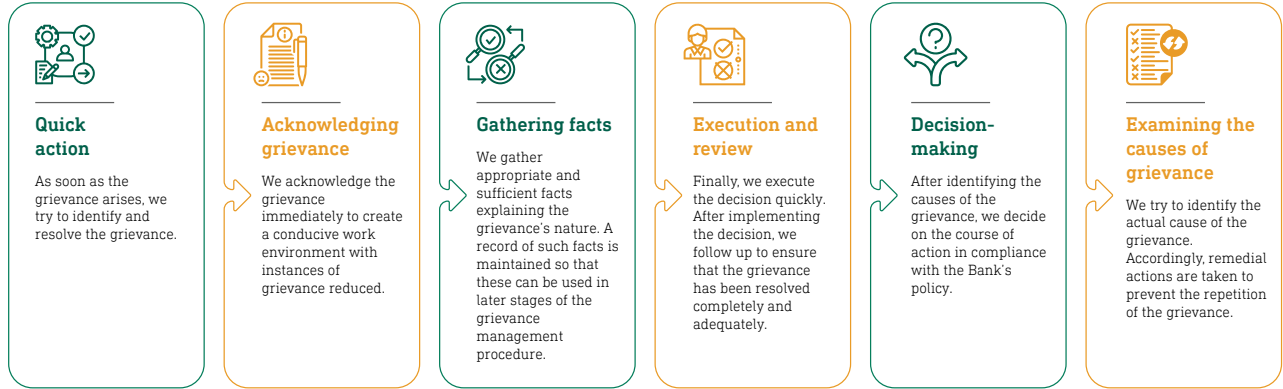 Quick
action
As soon as the
grievance arises, we
try to identify and
resolve the grievance.
Acknowledging
grievance
We acknowledge the
grievance
immediately to create
a conducive work
environment with
instances of
grievance reduced.
Gathering facts
We gather
appropriate and
sufficient facts
explaining the
grievance's nature. A
record of such facts is
maintained so that
these can be used in
later stages of the
grievance
management
procedure.
Execution and
review
Finally, we execute
the decision quickly.
After implementing
the decision, we
follow up to ensure
that the grievance
has been resolved
completely and
adequately.
Decision-
making
After identifying the
causes of the
grievance, we decide
on the course of
action in compliance
with the Bank's
policy.
Examining the
causes of
grievance
We try to identify the
actual cause of the
grievance.
Accordingly, remedial
actions are taken to
prevent the repetition
of the grievance.